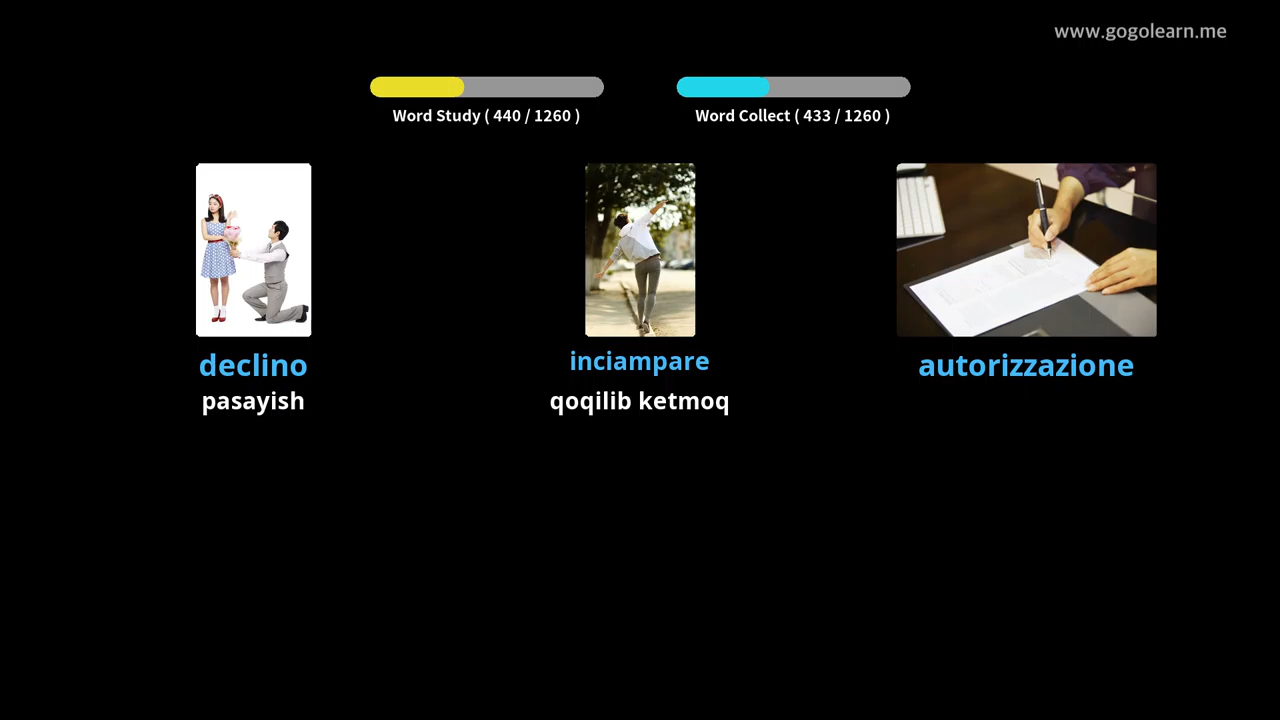 www.gogolearn.me
Word Study ( 440 / 1260 )
Word Collect ( 433 / 1260 )
declino
pasayish
inciampare
qoqilib ketmoq
autorizzazione